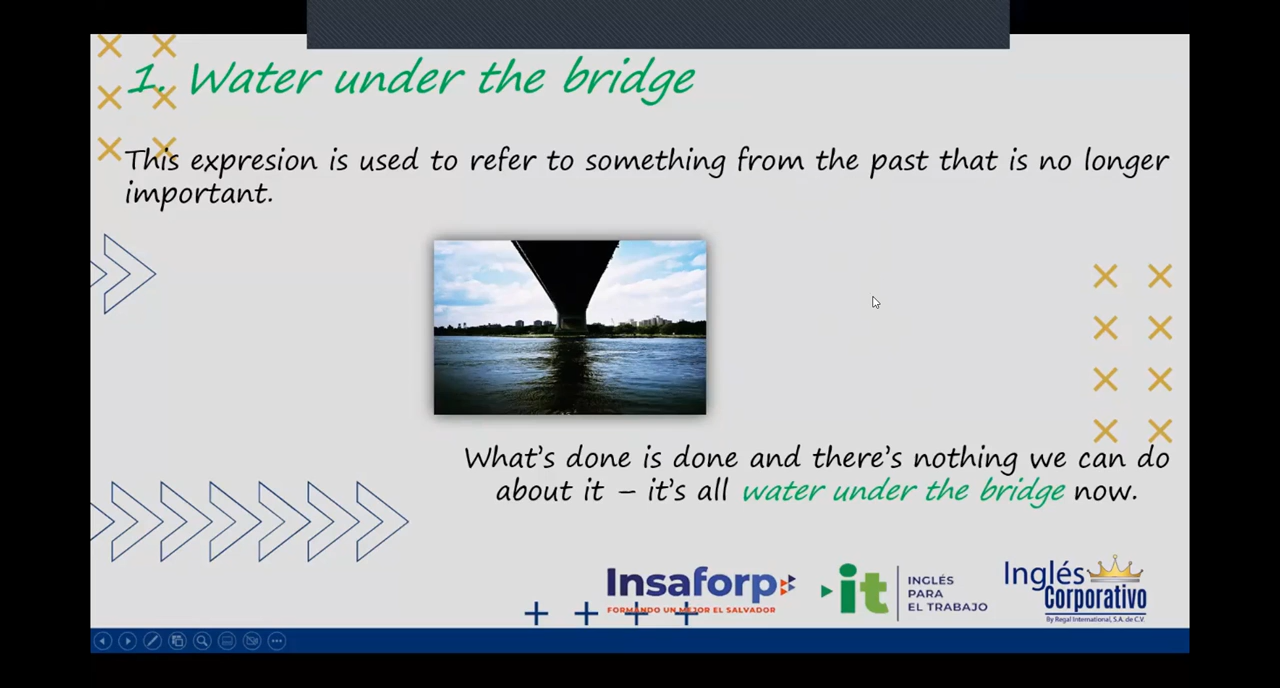 1. Water under the bridge
This expresion is used to refer to something from the past that is no longer
important.
What's done is done and there's nothing we can do
about it – it's all water under the bridge now.
Insaforp
FORMANDO UN MEJOR EL SALVADOR
it
INGLÉS
PARA
EL TRABAJO
Inglés
Corporativo
By Regal International, S.A. de C.V.